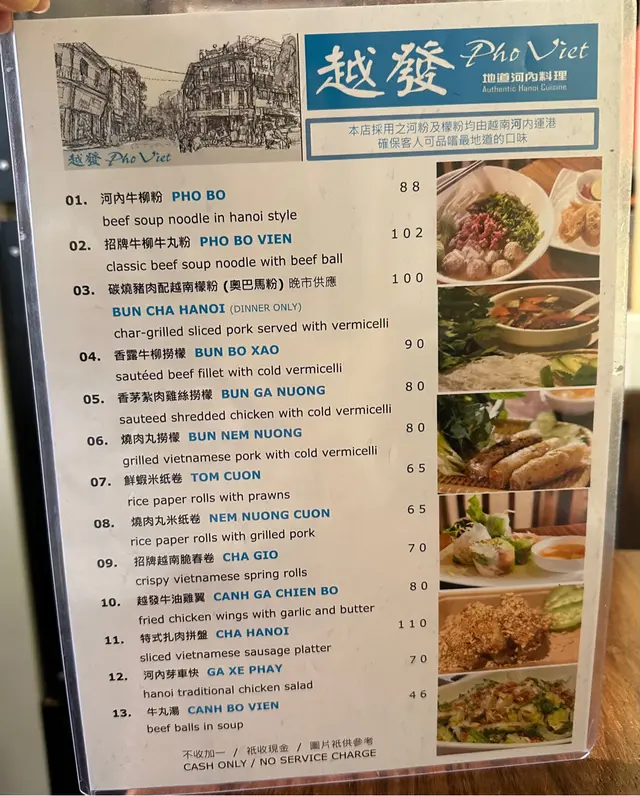 越發 Pho Viet
地道河內料理
Authentic Hanoi Cuisine
越發 Pho Viet
本店採用之河粉及檬粉均由越南河內運港
確保客人可品嚐最地道的口味
01. 河內牛柳粉 PHO BO 88
beef soup noodle in hanoi style
02. 招牌牛柳牛丸粉 PHO BO VIEN 102
classic beef soup noodle with beef ball
03. 碳燒豬肉配越南檬粉 (奧巴馬粉) 晚市供應 100
BUN CHA HANOI (DINNER ONLY)
char-grilled sliced pork served with vermicelli
04. 香露牛柳撈檬 BUN BO XAO 90
sautéed beef fillet with cold vermicelli
05. 香茅紮肉雞絲撈檬 BUN GA NUONG 80
sauteed shredded chicken with cold vermicelli
06. 燒肉丸撈檬 BUN NEM NUONG 80
grilled vietnamese pork with cold vermicelli
07. 鮮蝦米紙卷 TOM CUON 65
rice paper rolls with prawns
08. 燒肉丸米紙卷 NEM NUONG CUON 65
rice paper rolls with grilled pork
09. 招牌越南脆春卷 CHA GIO 70
crispy vietnamese spring rolls
10. 越發牛油雞翼 CANH GA CHIEN BO 80
fried chicken wings with garlic and butter
11. 特式扎肉拼盤 CHA HANOI 110
sliced vietnamese sausage platter
12. 河內芽車快 GA XE PHAY 70
hanoi traditional chicken salad
13. 牛丸湯 CANH BO VIEN 46
beef balls in soup
不收加一 / 祇收現金 / 圖片祇供參考
CASH ONLY / NO SERVICE CHARGE